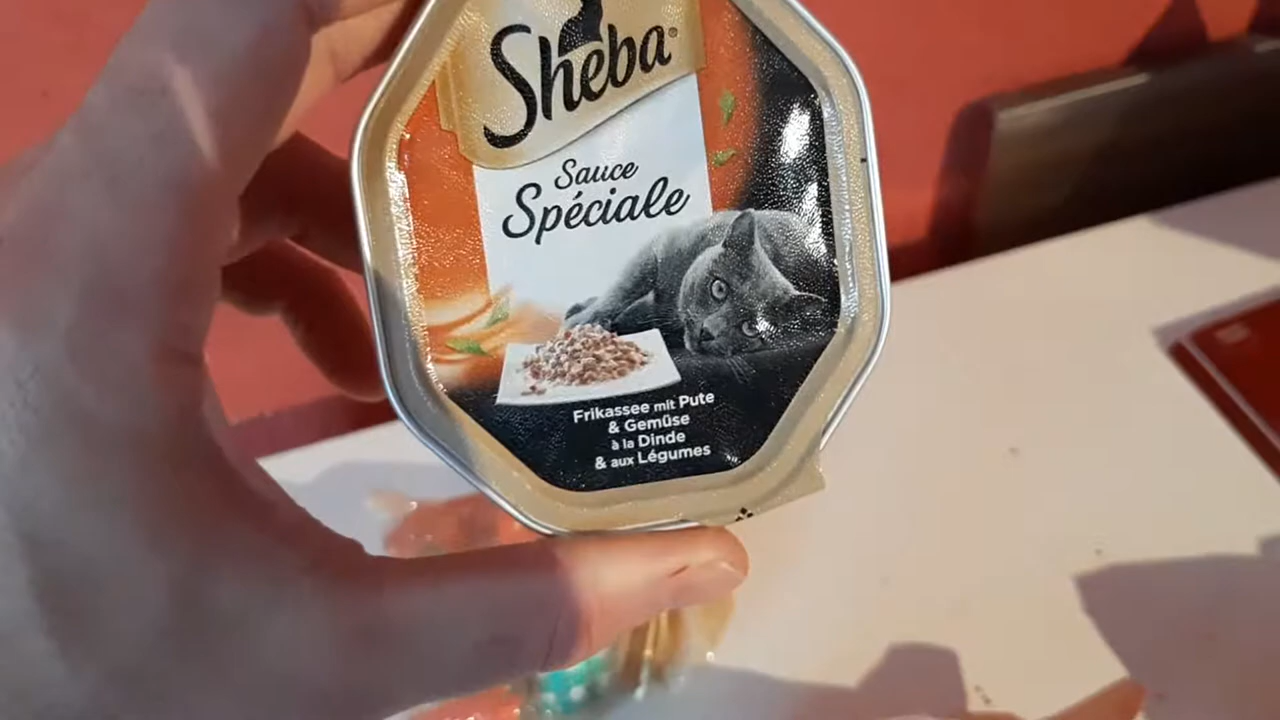 Sheba®
Sauce
Spéciale
Frikassee mit Pute
& Gemüse
à la Dinde
& aux Légumes